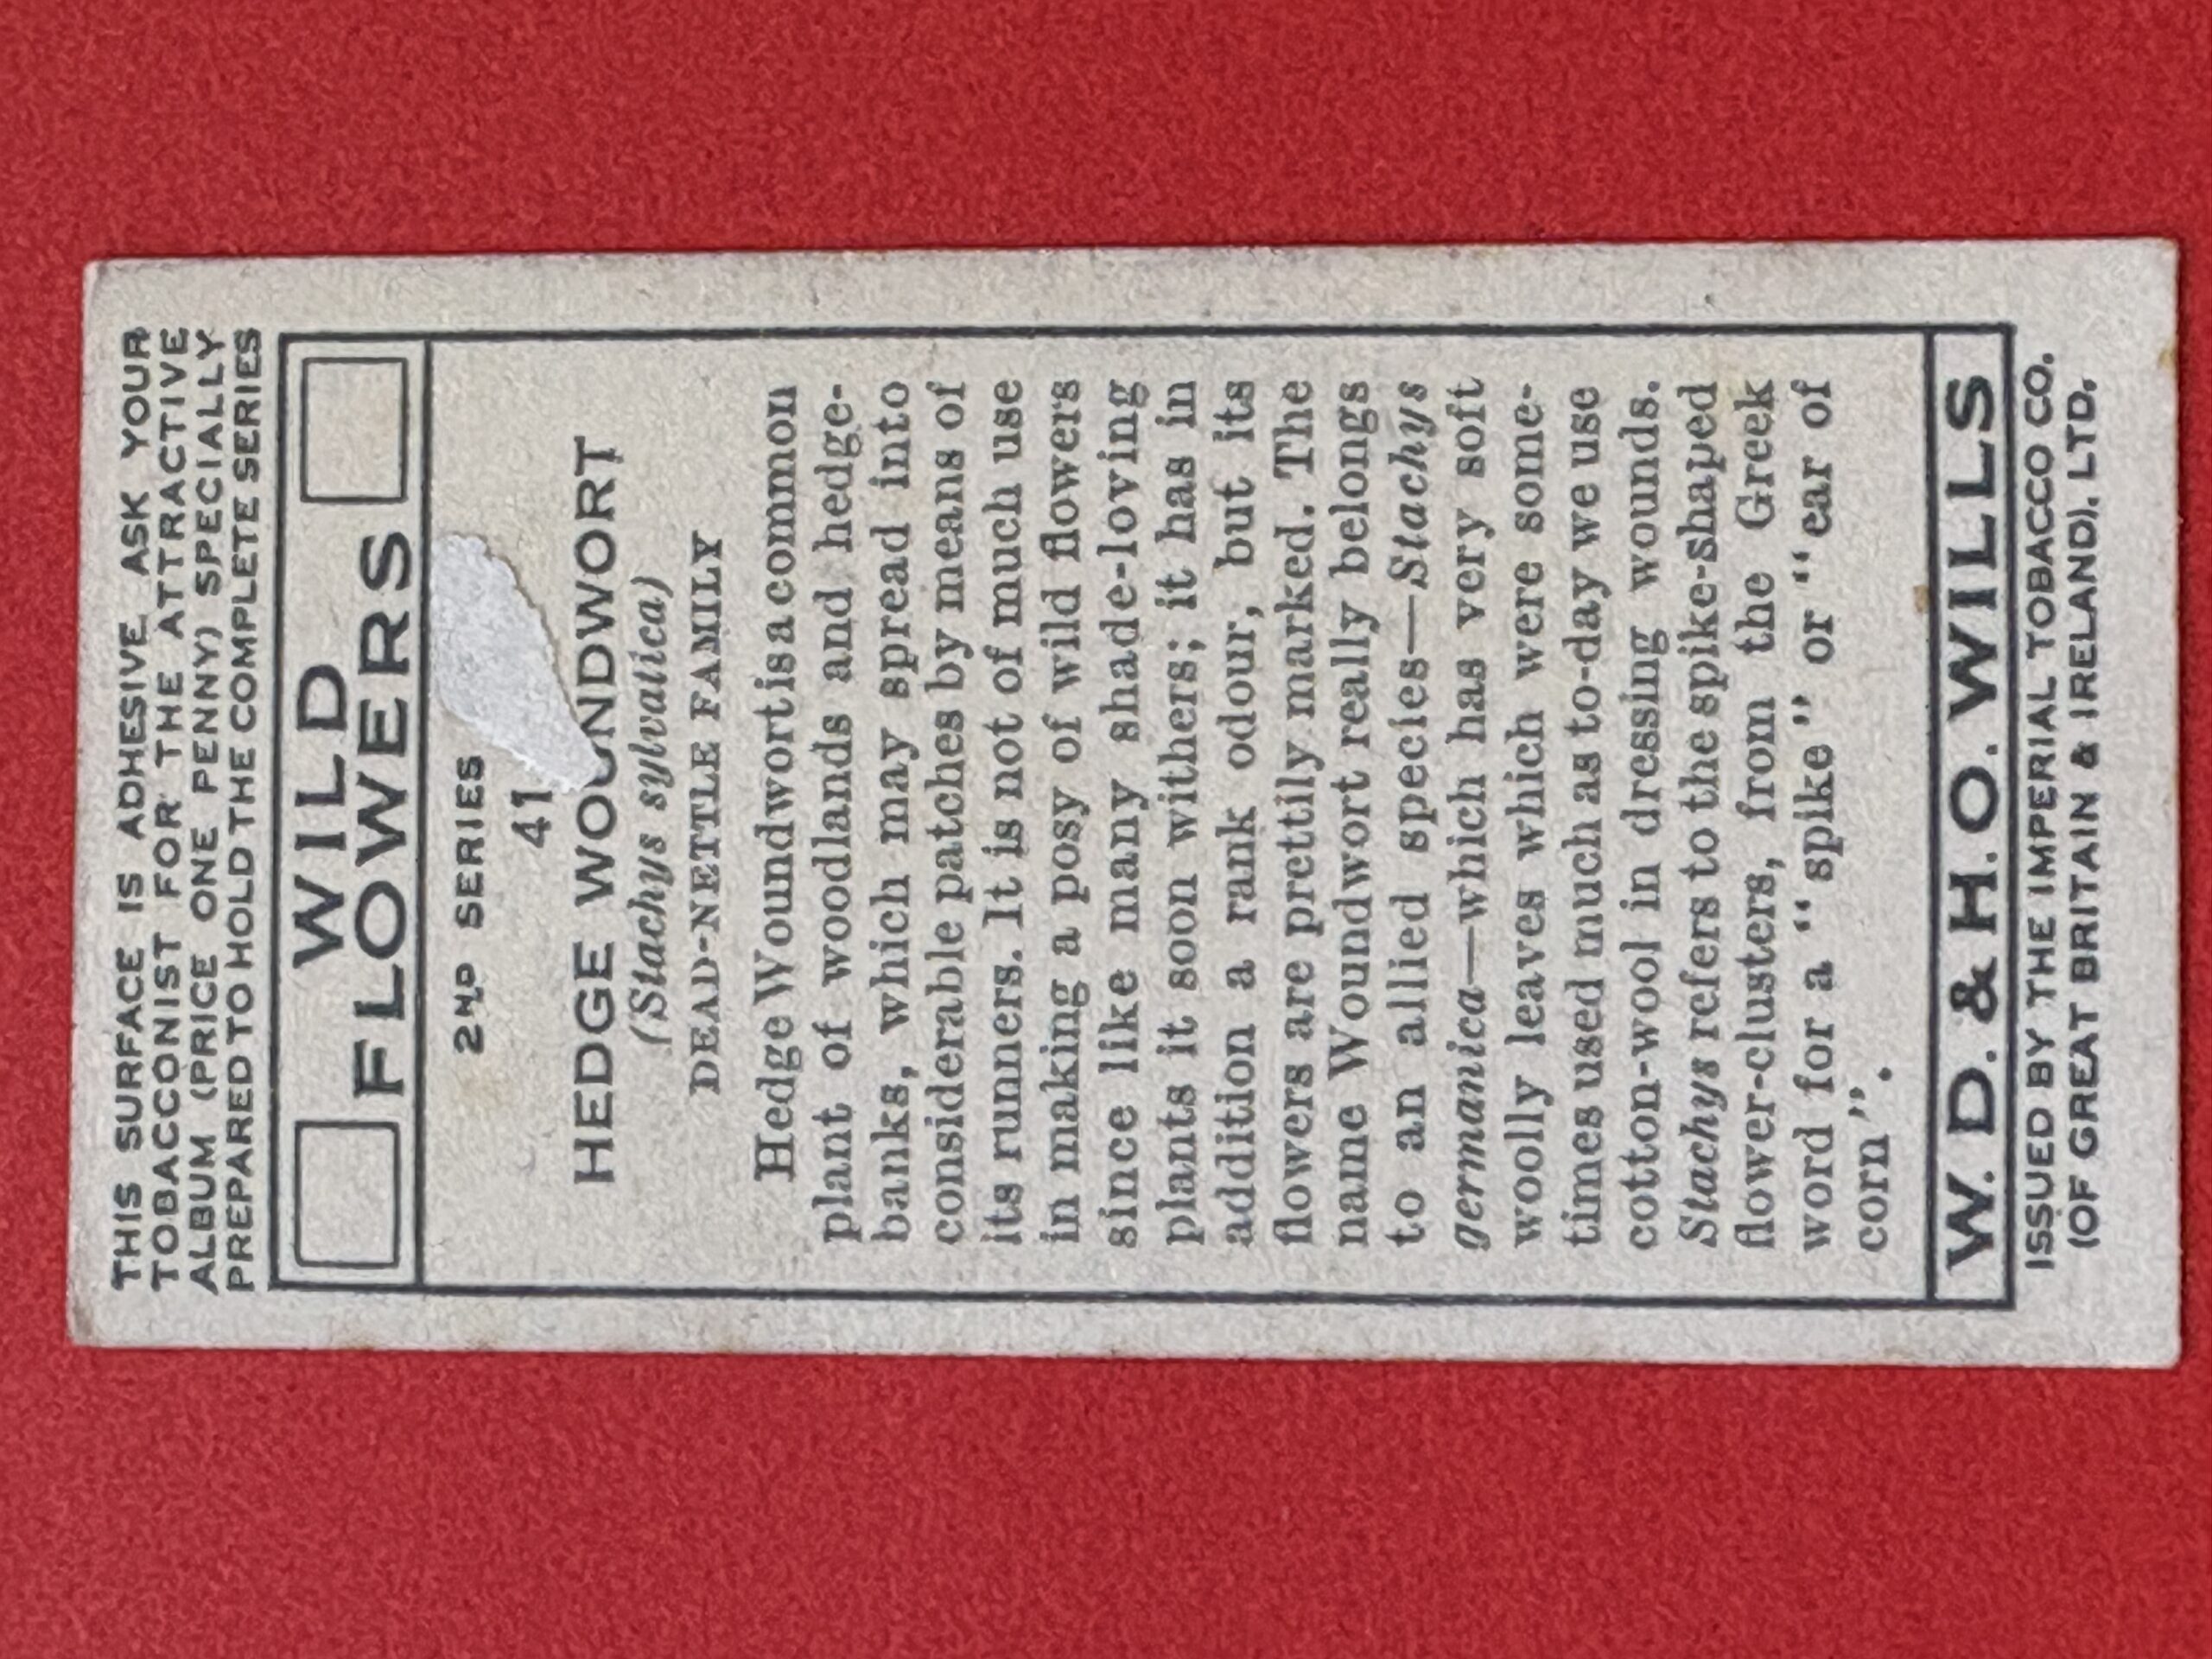 THIS SURFACE IS ADHESIVE. ASK YOUR
TOBACCONIST FOR THE ATTRACTIVE
ALBUM (PRICE ONE PENNY) SPECIALLY
PREPARED TO HOLD THE COMPLETE SERIES
WILD
FLOWERS
2ND SERIES
41
HEDGE WOUNDWORT
(Stachys sylvatica)
DEAD-NETTLE FAMILY
Hedge Woundwort is a common
plant of woodlands and hedge-
banks, which may spread into
considerable patches by means of
its runners. It is not of much use
in making a posy of wild flowers
since like many shade-loving
plants it soon withers; it has in
addition a rank odour, but its
flowers are prettily marked. The
name Woundwort really belongs
to an allied species—Stachys
germanica—which has very soft
woolly leaves which were some-
times used much as to-day we use
cotton-wool in dressing wounds.
Stachys refers to the spike-shaped
flower-clusters, from the Greek
word for a "spike" or "ear of
corn".
W. D. & H. O. WILLS
ISSUED BY THE IMPERIAL TOBACCO CO.
(OF GREAT BRITAIN & IRELAND), LTD.